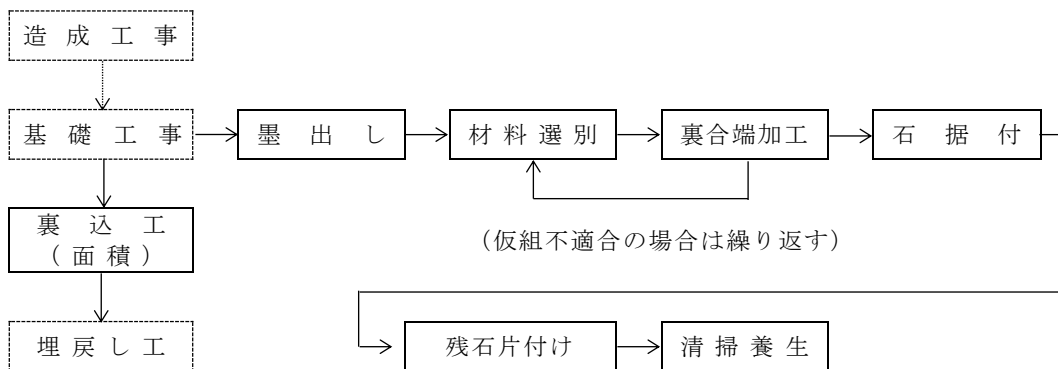 造成工事
基礎工事
墨出し
材料選別
裏合端加工
石据付
裏込工
(面積)
(仮組不適合の場合は繰り返す)
埋戻し工
残石片付け
清掃養生